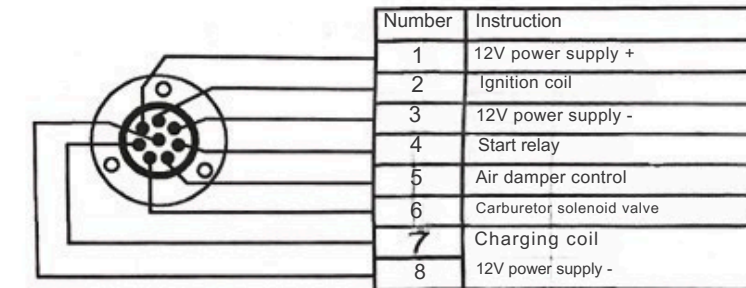 Number Instruction
1 12V power supply +
2 Ignition coil
3 12V power supply -
4 Start relay
5 Air damper control
6 Carburetor solenoid valve
7 Charging coil
8 12V power supply -